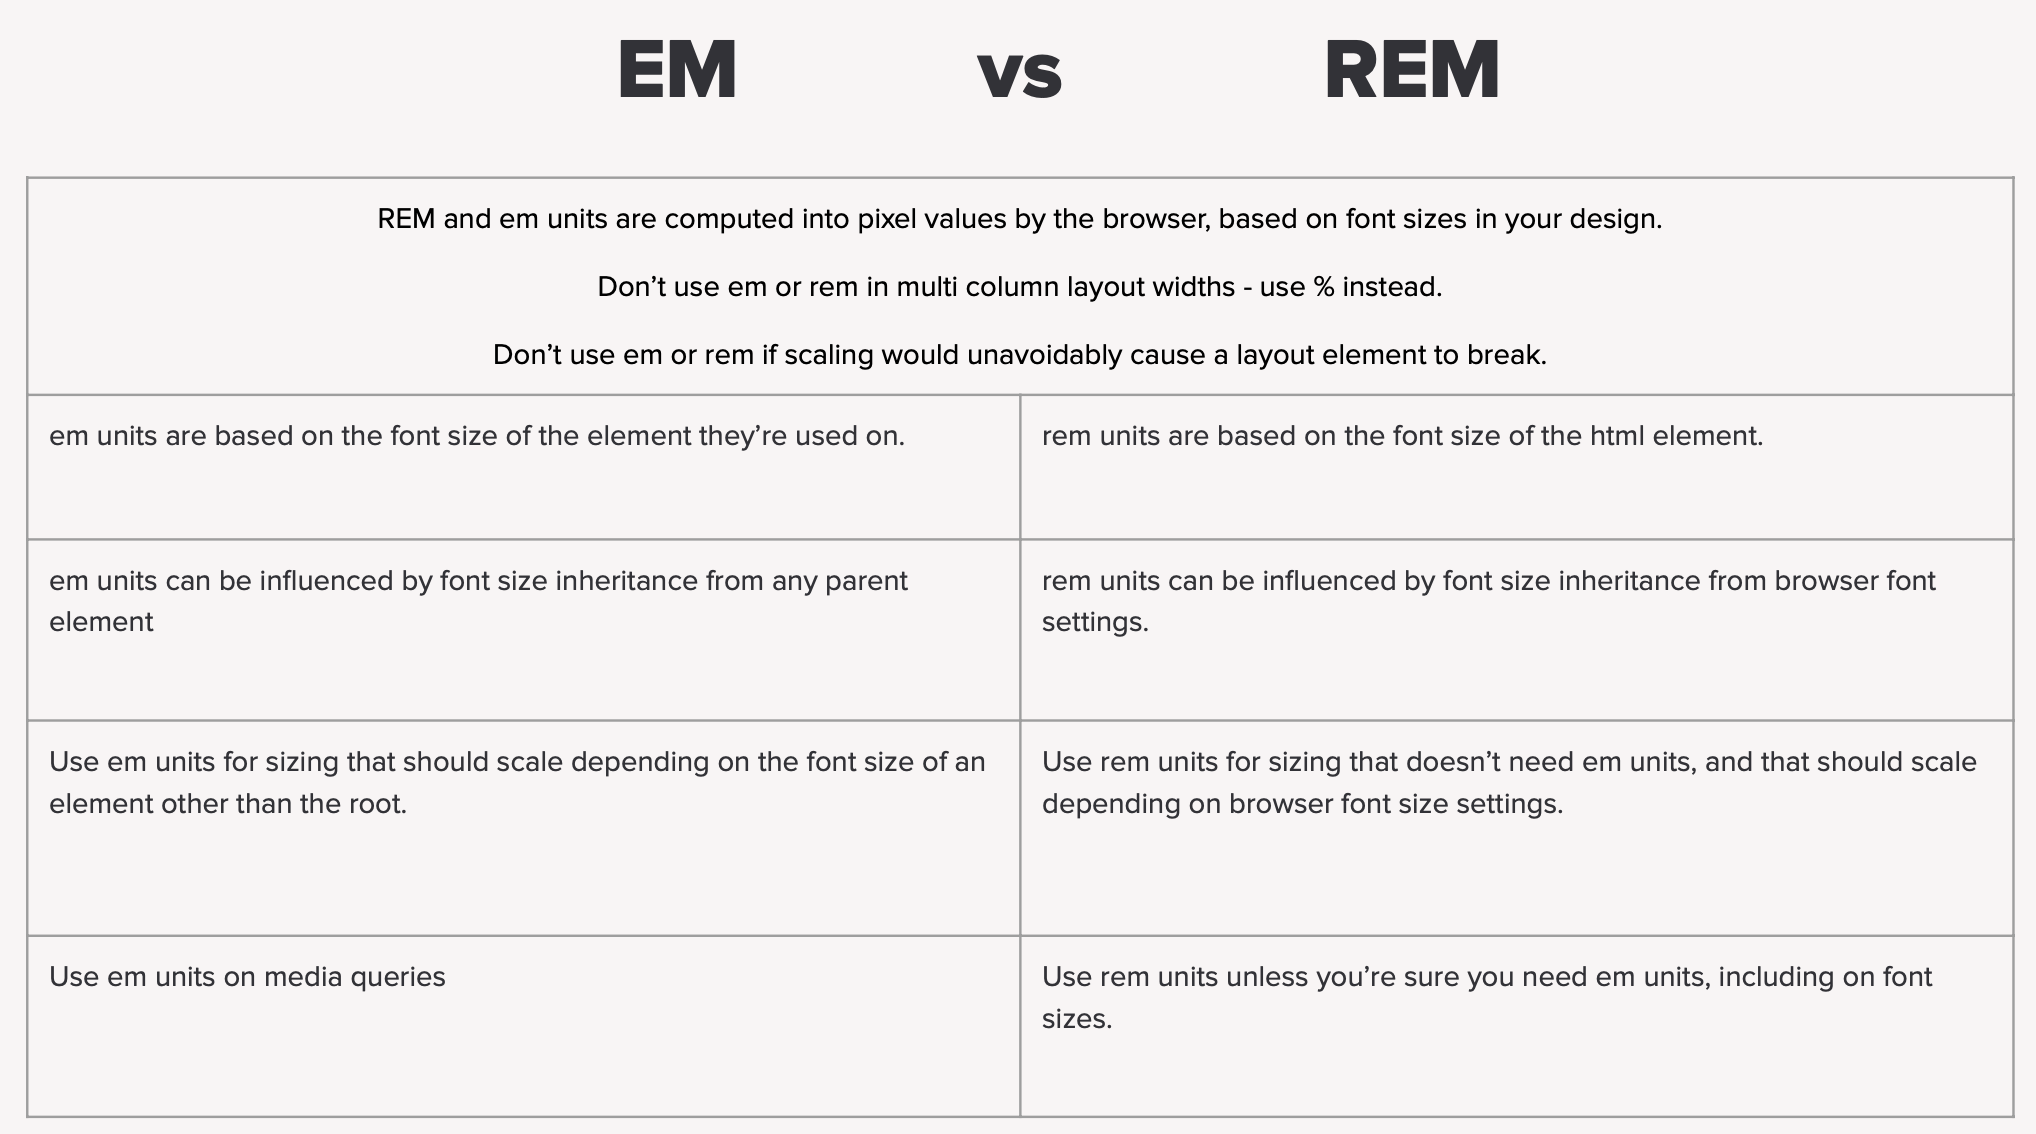 EM vs REM
REM and em units are computed into pixel values by the browser, based on font sizes in your design.
Don’t use em or rem in multi column layout widths - use % instead.
Don’t use em or rem if scaling would unavoidably cause a layout element to break.
em units are based on the font size of the element they’re used on.
rem units are based on the font size of the html element.
em units can be influenced by font size inheritance from any parent
element
rem units can be influenced by font size inheritance from browser font
settings.
Use em units for sizing that should scale depending on the font size of an
element other than the root.
Use rem units for sizing that doesn’t need em units, and that should scale
depending on browser font size settings.
Use em units on media queries
Use rem units unless you’re sure you need em units, including on font
sizes.